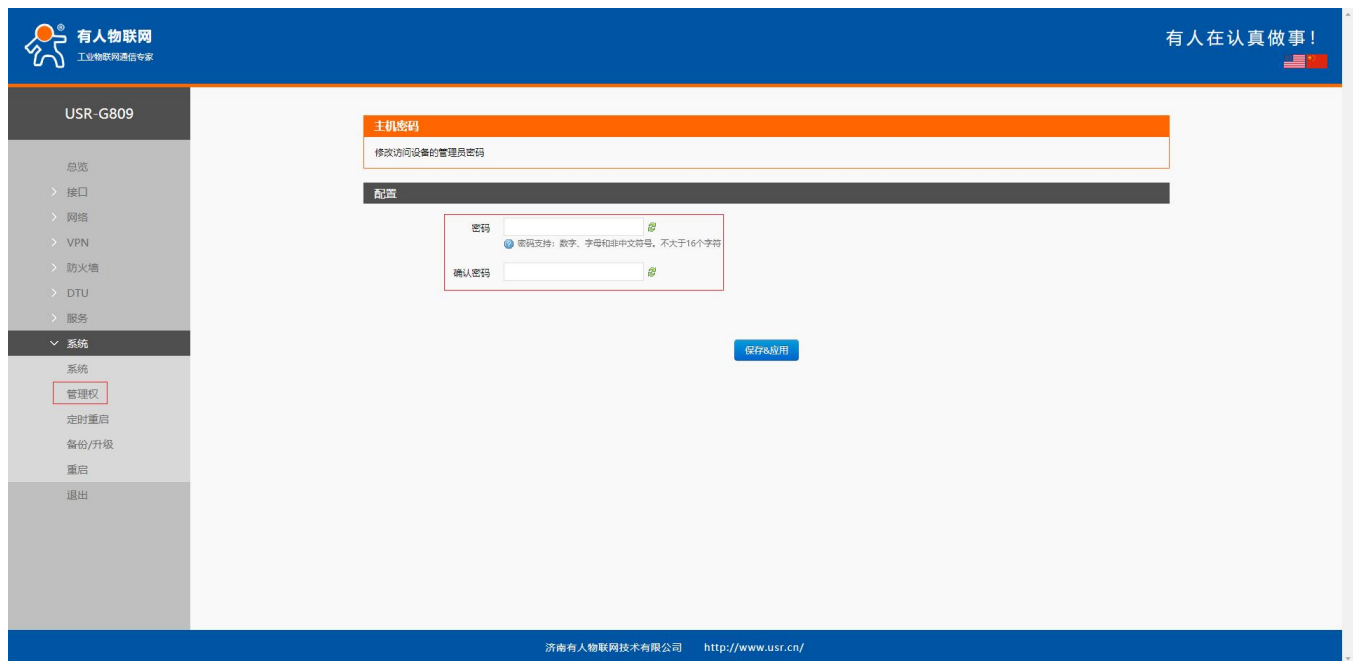 有人物联网
®
工业物联网通信专家
有人在认真做事!
USR-G809
总览
接口
网络
VPN
防火墙
DTU
服务
系统
系统
管理权
定时重启
备份/升级
重启
退出
主机密码
修改访问设备的管理员密码
配置
密码
密码支持：数字、字母和非中文符号。不大于16个字符
确认密码
保存&应用
济南有人物联网技术有限公司 http://www.usr.cn/